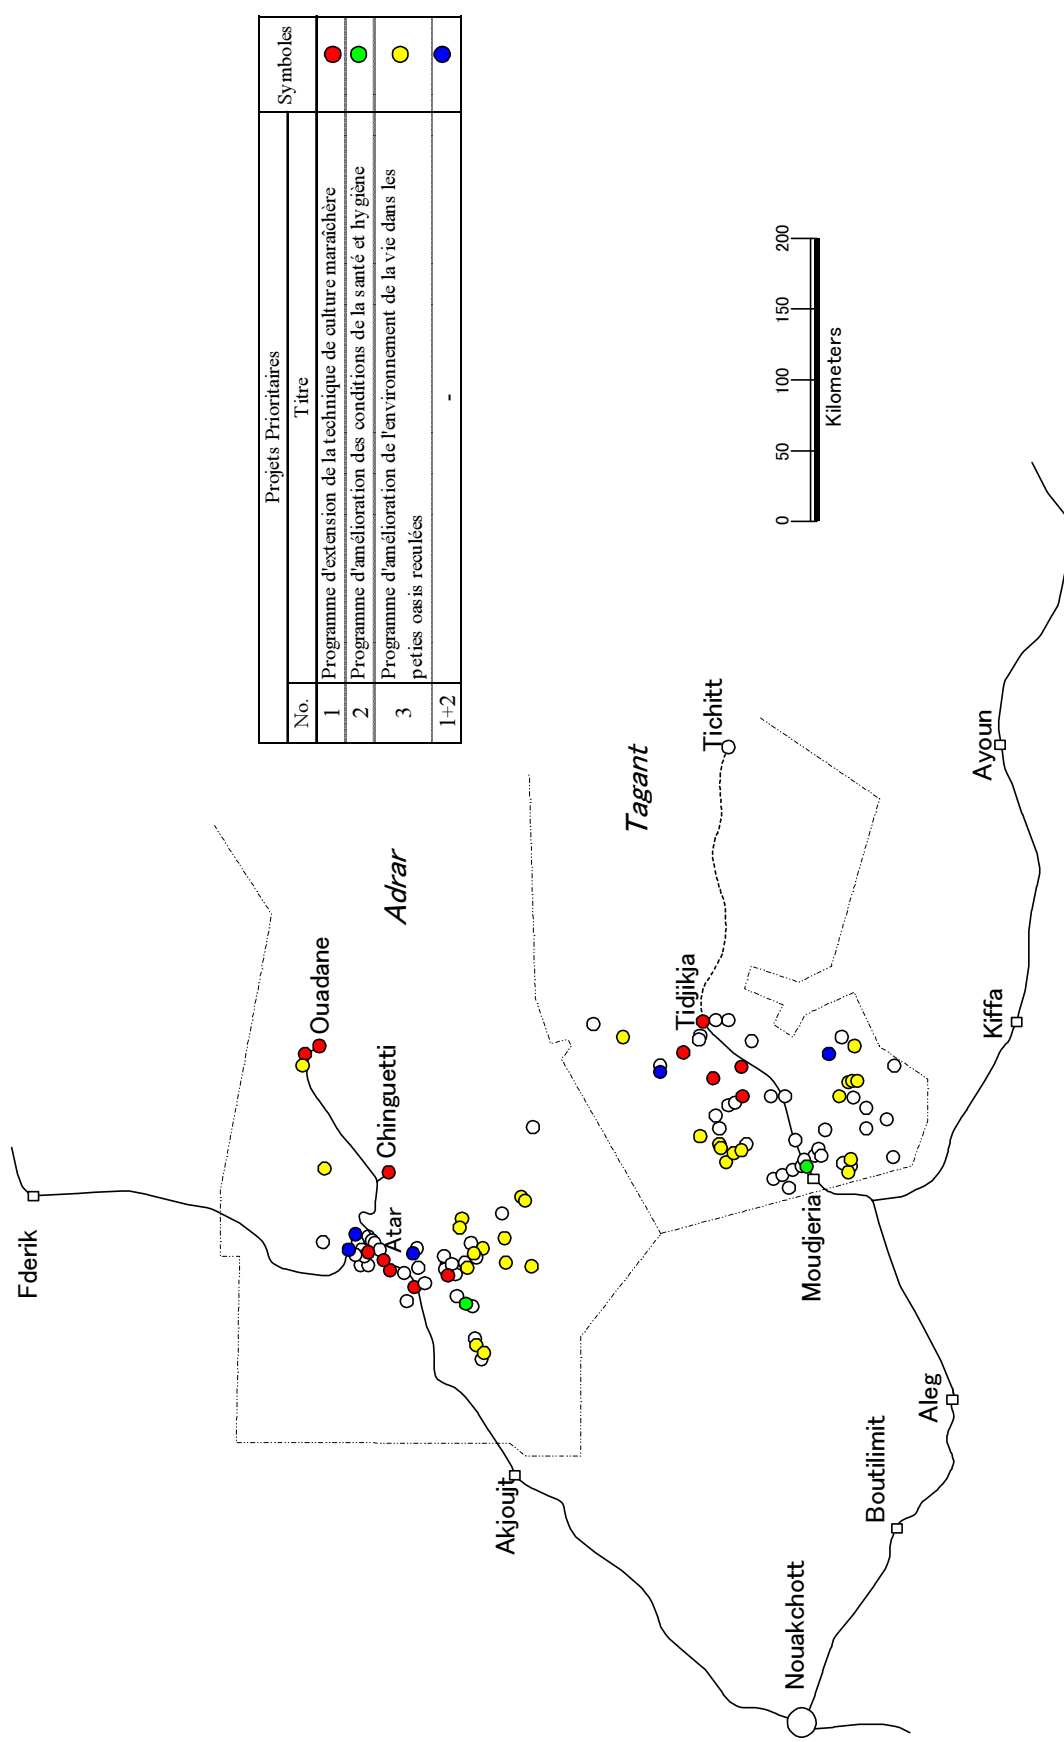 Projets Prioritaires
Symboles
No.
Titre
1
Programme d'extension de la technique de culture maraîchère
2
Programme d'amélioration des conditions de la santé et hygiène
3
Programme d'amélioration de l'environnement de la vie dans les
peties oasis reculées
1+2
-
Fderik
Ouadane
Chinguetti
Atar
Adrar
Akjoujt
Tagant
Tidjikja
Tichitt
Moudjeria
Nouakchott
Boutilimit
Aleg
Kiffa
Ayoun
0
50
100
150
200
Kilometers